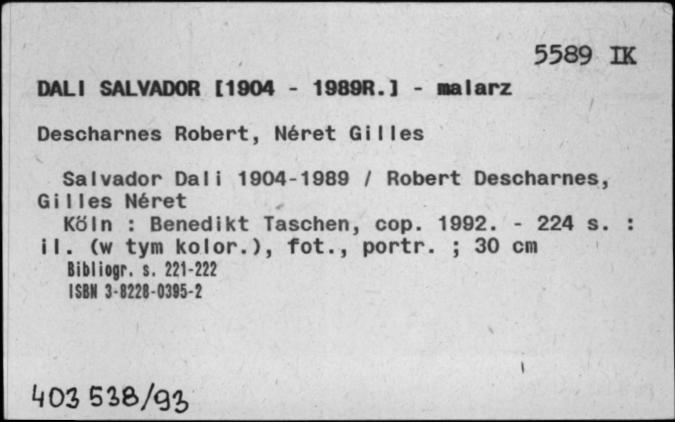 5589 IK
DALI SALVADOR [1904 - 1989R.] - malarz
Descharnes Robert, Néret Gilles
Salvador Dali 1904-1989 / Robert Descharnes,
Gilles Néret
Köln : Benedikt Taschen, cop. 1992. - 224 s. :
il. (w tym kolor.), fot., portr. ; 30 cm
Bibliogr. s. 221-222
ISBN 3-8228-0395-2
403 538/93